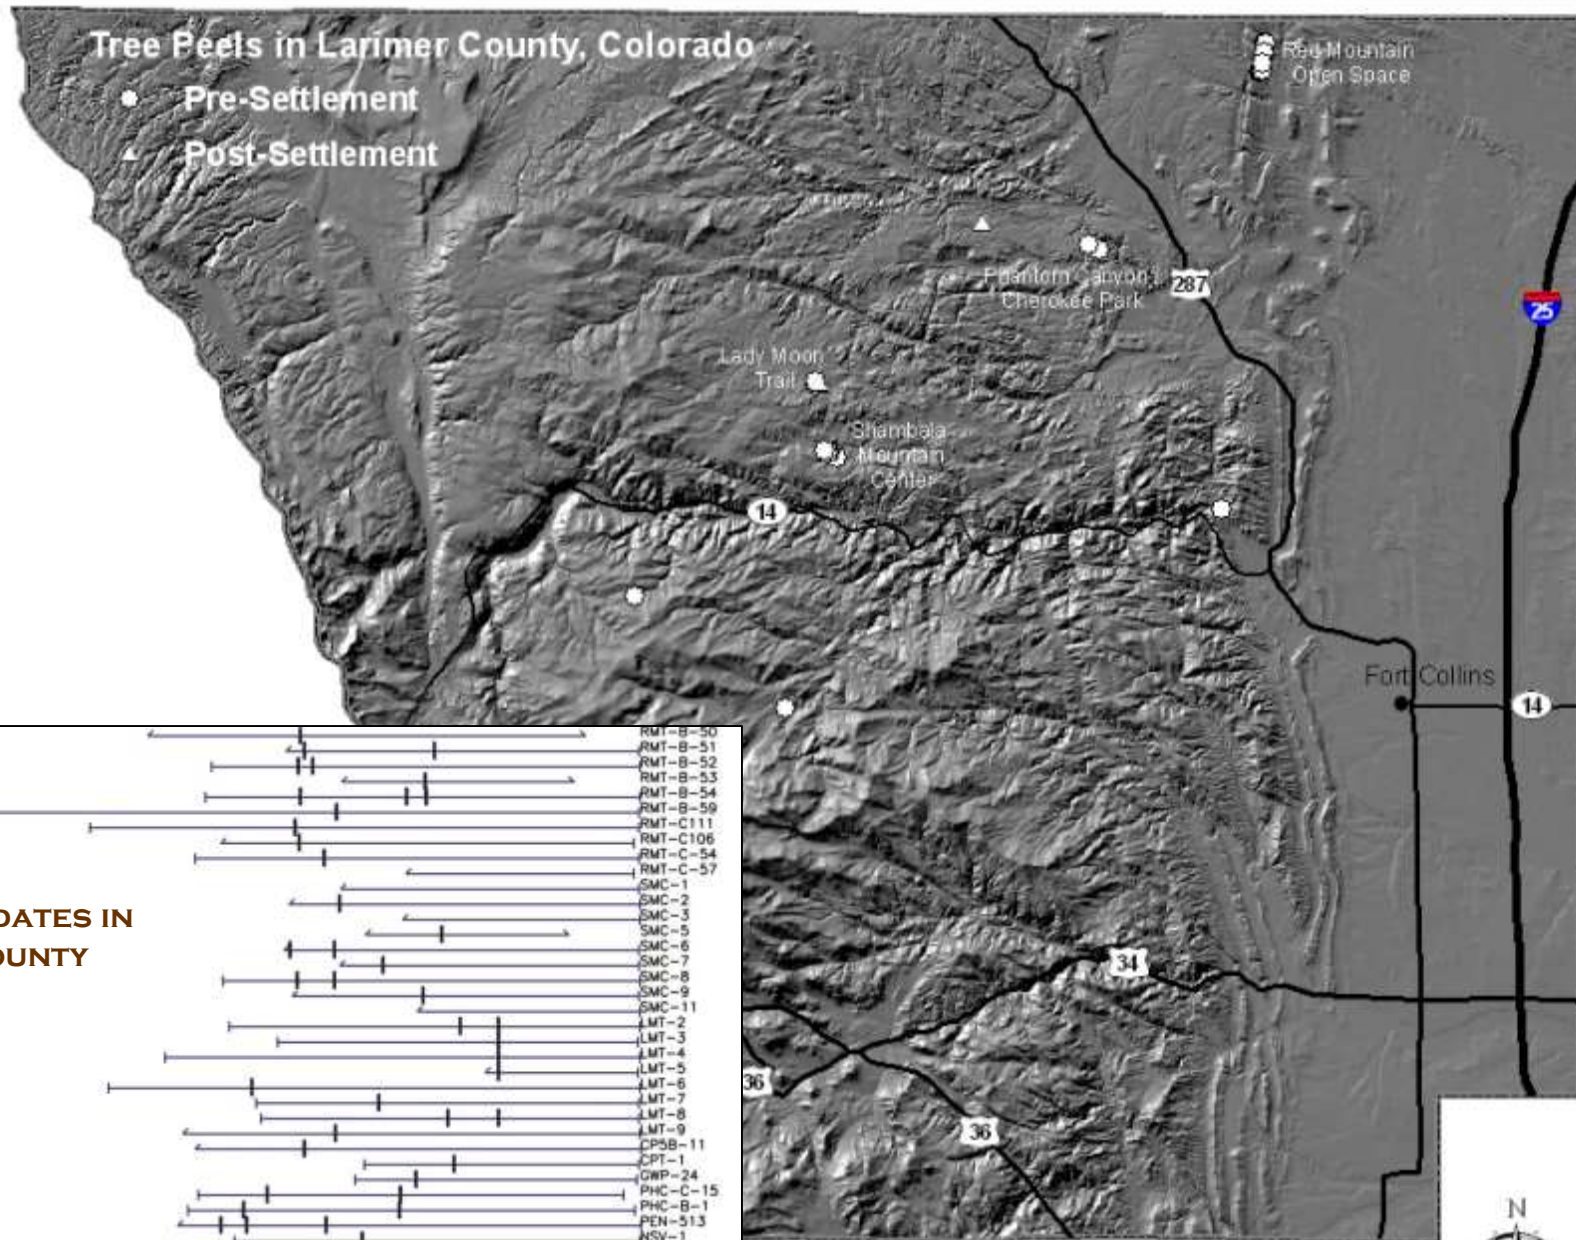 Tree Peels in Larimer County, Colorado
Pre-Settlement
Post-Settlement
Red Mountain
Open Space
Phantom Canyon
Cherokee Park
287
25
Lady Moon
Trail
Shambala
Mountain
Center
14
Fort Collins
14
34
36
36
N
DATES IN
OUNTY
RMT-B-50
RMT-B-51
RMT-B-52
RMT-B-53
RMT-B-54
RMT-B-59
RMT-C111
RMT-C106
RMT-C-54
RMT-C-57
SMC-1
SMC-2
SMC-3
SMC-5
SMC-6
SMC-7
SMC-8
SMC-9
SMC-11
LMT-2
LMT-3
LMT-4
LMT-5
LMT-6
LMT-7
LMT-8
LMT-9
CP5B-11
CPT-1
GWP-24
PHC-C-15
PHC-B-1
PEN-513
NSV-1